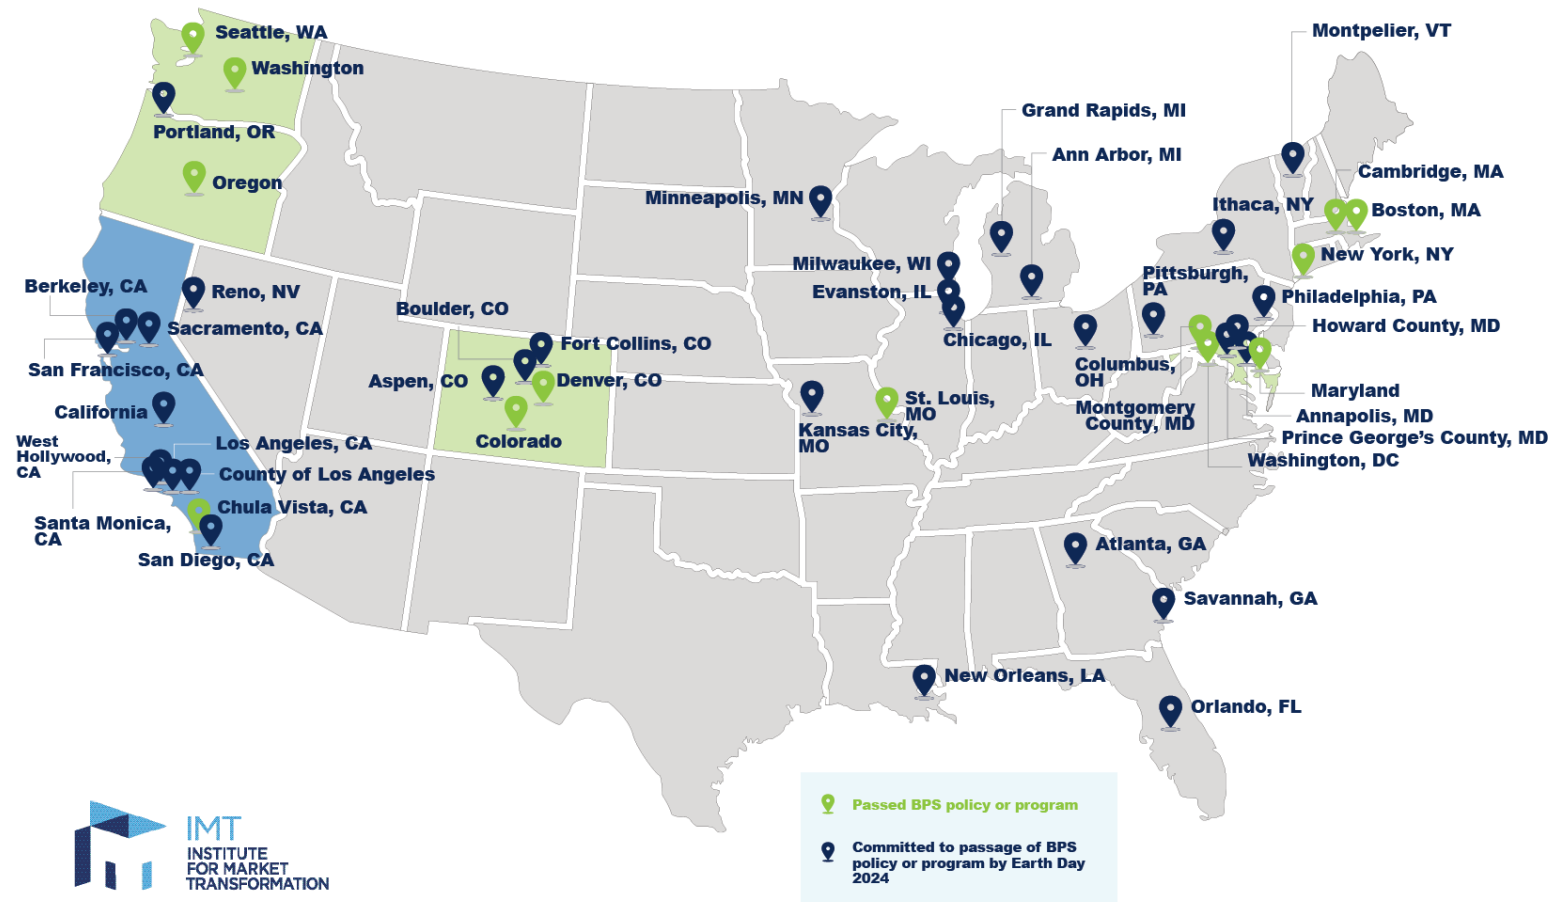 Seattle, WA
Washington
Portland, OR
Oregon
Berkeley, CA
Reno, NV
Sacramento, CA
San Francisco, CA
California
West
Hollywood,
CA
Los Angeles, CA
County of Los Angeles
Chula Vista, CA
Santa Monica,
CA
San Diego, CA
Boulder, CO
Fort Collins, CO
Aspen, CO
Denver, CO
Colorado
Minneapolis, MN
Milwaukee, WI
Evanston, IL
Chicago, IL
Grand Rapids, MI
Ann Arbor, MI
St. Louis,
MO
Kansas City,
MO
Columbus,
OH
Montpelier, VT
Cambridge, MA
Ithaca, NY
Boston, MA
New York, NY
Pittsburgh,
PA
Philadelphia, PA
Howard County, MD
Maryland
Montgomery
County, MD
Annapolis, MD
Prince George's County, MD
Washington, DC
Atlanta, GA
Savannah, GA
New Orleans, LA
Orlando, FL
Passed BPS policy or program
Committed to passage of BPS
policy or program by Earth Day
2024
IMT
INSTITUTE
FOR MARKET
TRANSFORMATION